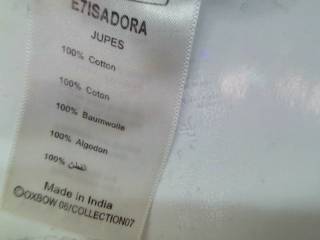 E7ISADORA
JUPES
100% Cotton
100% Coton
100% Baumwolle
100% Algodon
100% قطن
Made in India
©OXBOW 06/COLLECTION07